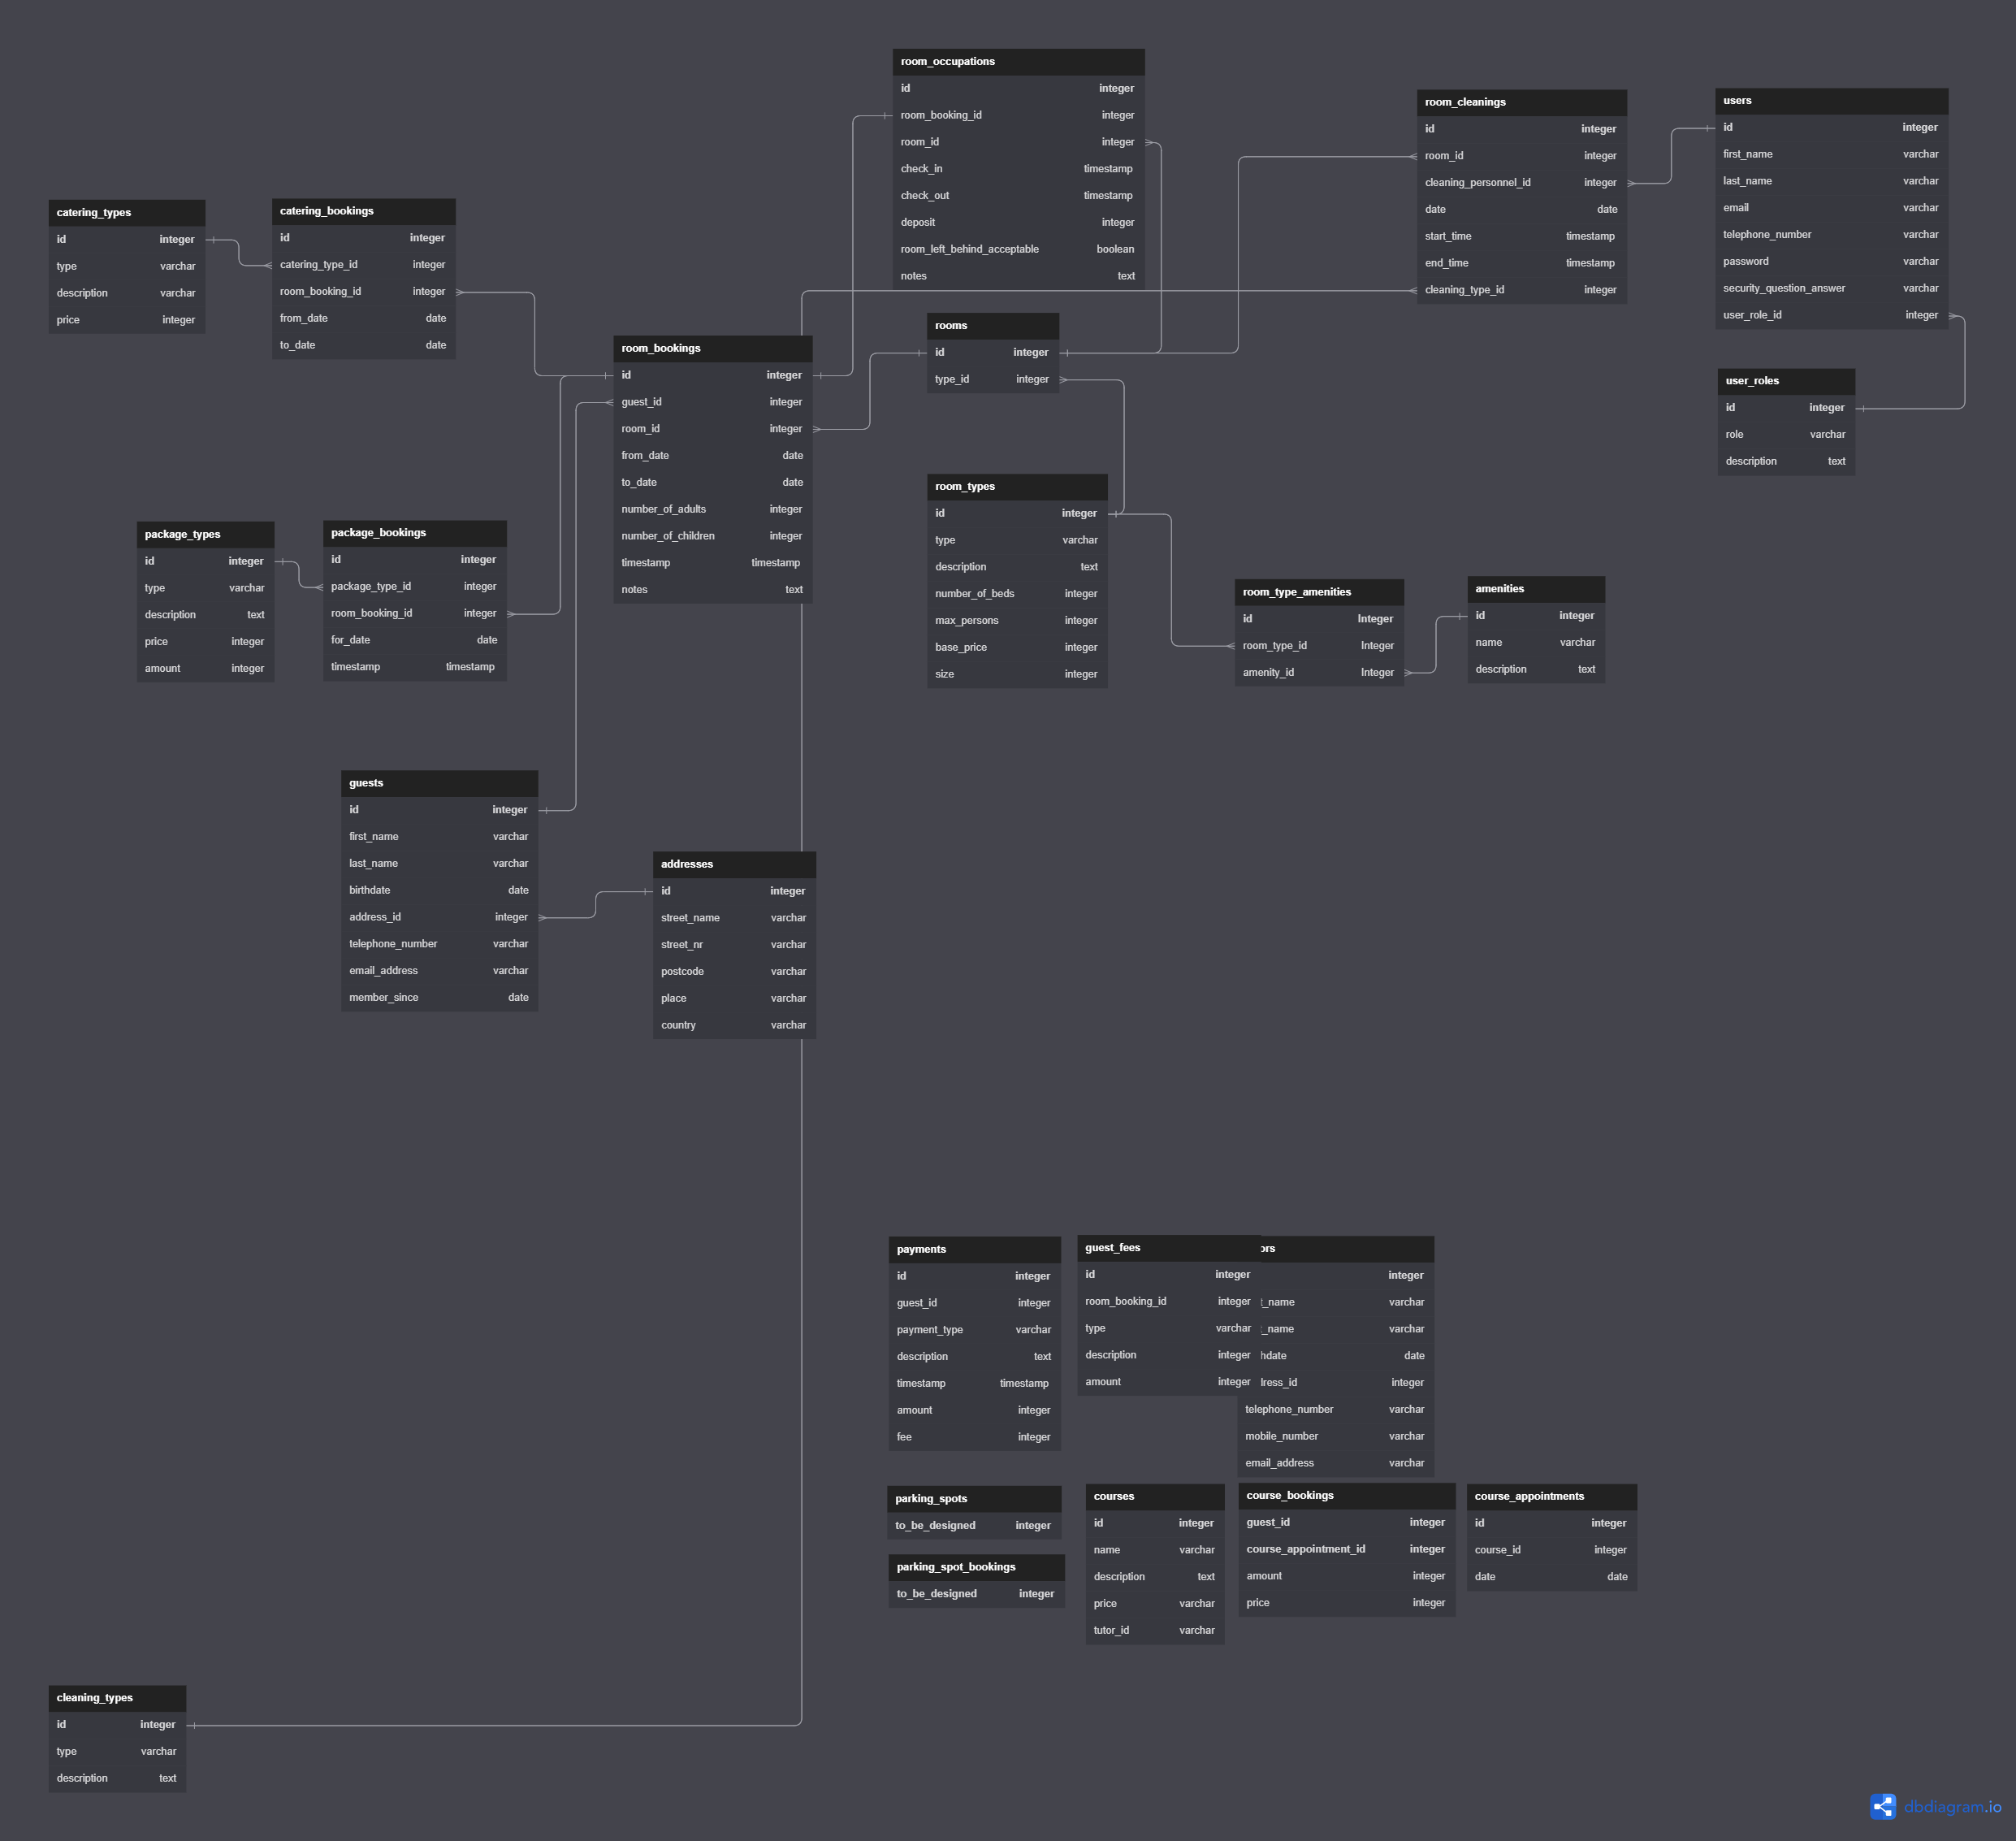 room_occupations
id integer
room_booking_id integer
room_id integer
check_in timestamp
check_out timestamp
deposit integer
room_left_behind_acceptable boolean
notes text
room_cleanings
id integer
room_id integer
cleaning_personnel_id integer
date date
start_time timestamp
end_time timestamp
cleaning_type_id integer
users
id integer
first_name varchar
last_name varchar
email varchar
telephone_number varchar
password varchar
security_question_answer varchar
user_role_id integer
catering_types
id integer
type varchar
description varchar
price integer
catering_bookings
id integer
catering_type_id integer
room_booking_id integer
from_date date
to_date date
room_bookings
id integer
guest_id integer
room_id integer
from_date date
to_date date
number_of_adults integer
number_of_children integer
timestamp timestamp
notes text
rooms
id integer
type_id integer
user_roles
id integer
role varchar
description text
room_types
id integer
type varchar
description text
number_of_beds integer
max_persons integer
base_price integer
size integer
package_types
id integer
type varchar
description text
price integer
amount integer
package_bookings
id integer
package_type_id integer
room_booking_id integer
for_date date
timestamp timestamp
room_type_amenities
id Integer
room_type_id Integer
amenity_id Integer
amenities
id integer
name varchar
description text
guests
id integer
first_name varchar
last_name varchar
birthdate date
address_id integer
telephone_number varchar
email_address varchar
member_since date
addresses
id integer
street_name varchar
street_nr varchar
postcode varchar
place varchar
country varchar
payments
id integer
guest_id integer
payment_type varchar
description text
timestamp timestamp
amount integer
fee integer
guest_fees
id integer
room_booking_id integer
type varchar
description integer
amount integer
ors
integer
_name varchar
_name varchar
hdate date
ress_id integer
telephone_number varchar
mobile_number varchar
email_address varchar
parking_spots
to_be_designed integer
parking_spot_bookings
to_be_designed integer
courses
id integer
name varchar
description text
price varchar
tutor_id varchar
course_bookings
guest_id integer
course_appointment_id integer
amount integer
price integer
course_appointments
id integer
course_id integer
date date
cleaning_types
id integer
type varchar
description text
dbdiagram.io